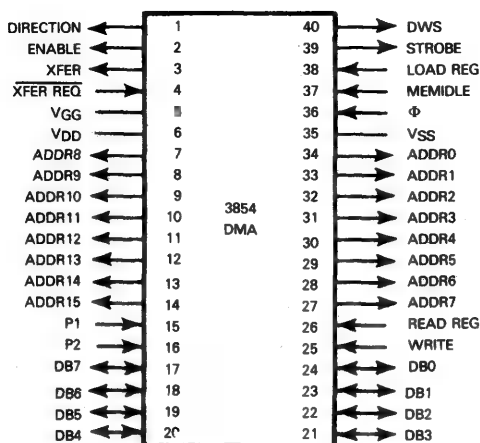 DIRECTION 1 40 DWS
ENABLE 2 39 STROBE
XFER 3 38 LOAD REG
XFER REQ 4 37 MEMIDLE
VGG 36 Φ
VDD 6 35 VSS
ADDR8 7 34 ADDR0
ADDR9 8 33 ADDR1
ADDR10 9 32 ADDR2
ADDR11 10 3854 31 ADDR3
ADDR12 11 DMA 30 ADDR4
ADDR13 12 29 ADDR5
ADDR14 13 28 ADDR6
ADDR15 14 27 ADDR7
P1 15 26 READ REG
P2 16 25 WRITE
DB7 17 24 DB0
DB6 18 23 DB1
DB5 19 22 DB2
DB4 20 21 DB3